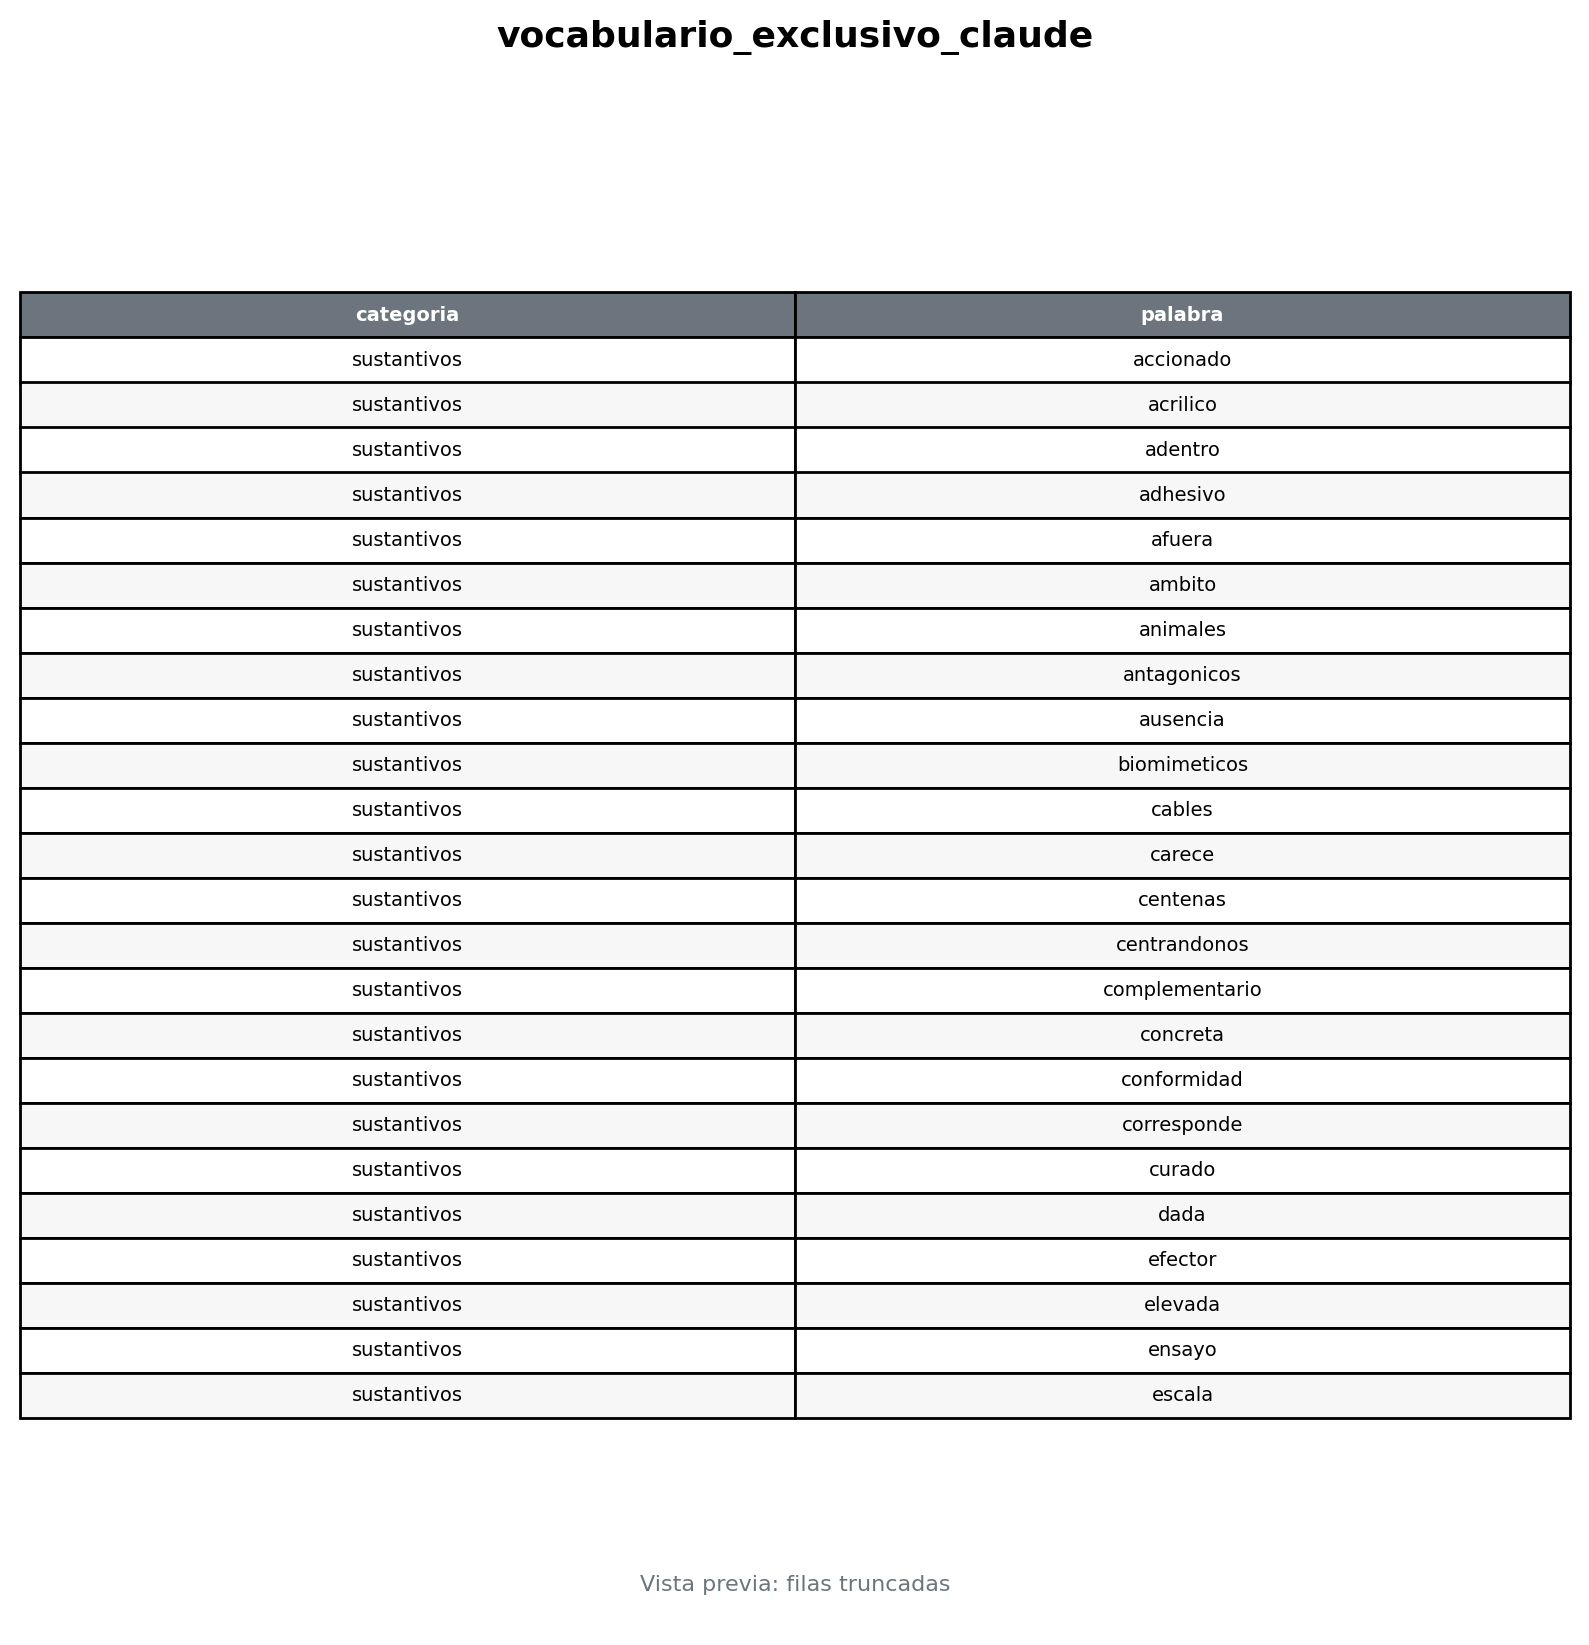 vocabulario_exclusivo_claude
categoria palabra
sustantivos accionado
sustantivos acrilico
sustantivos adentro
sustantivos adhesivo
sustantivos afuera
sustantivos ambito
sustantivos animales
sustantivos antagonicos
sustantivos ausencia
sustantivos biomimeticos
sustantivos cables
sustantivos carece
sustantivos centenas
sustantivos centrandonos
sustantivos complementario
sustantivos concreta
sustantivos conformidad
sustantivos corresponde
sustantivos curado
sustantivos dada
sustantivos efector
sustantivos elevada
sustantivos ensayo
sustantivos escala
Vista previa: filas truncadas